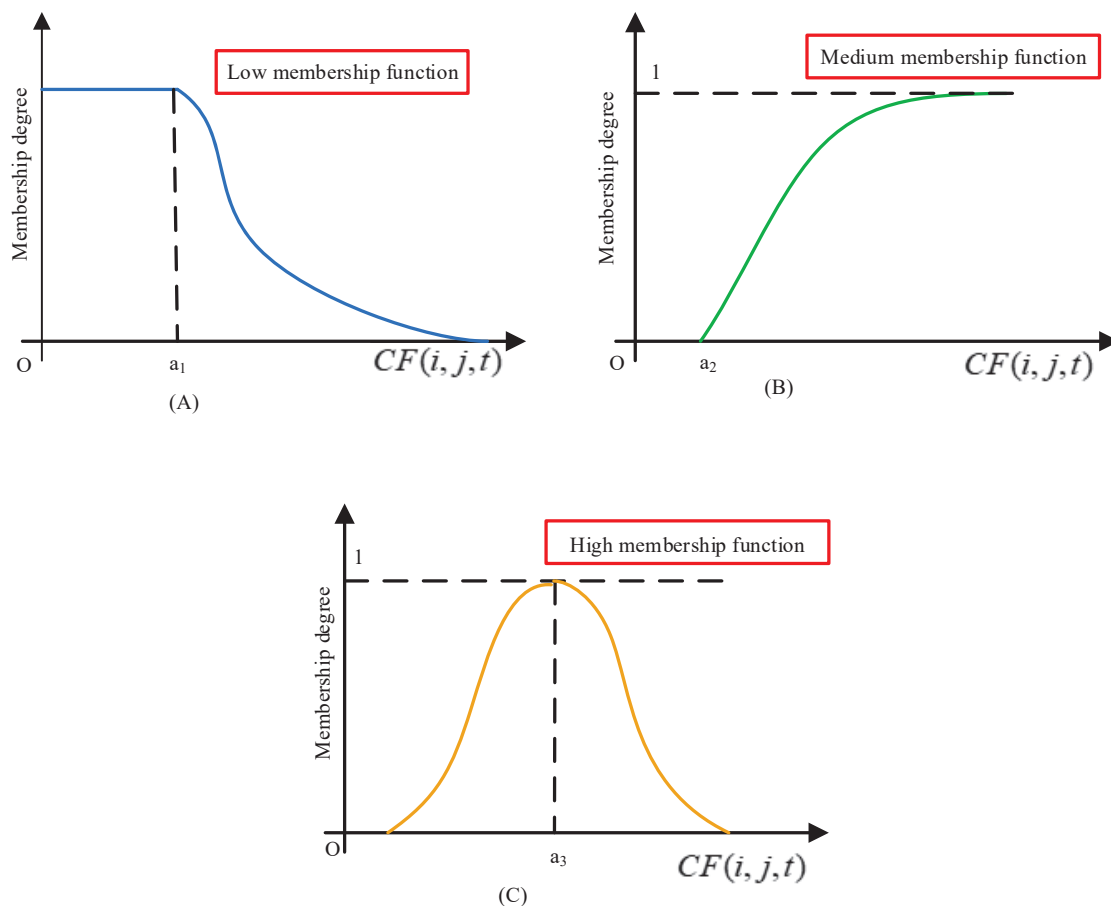 Low membership function
Membership degree
O
a1
CF(i, j, t)
(A)
Medium membership function
1
Membership degree
O
a2
CF(i, j, t)
(B)
High membership function
1
Membership degree
O
a3
CF(i, j, t)
(C)